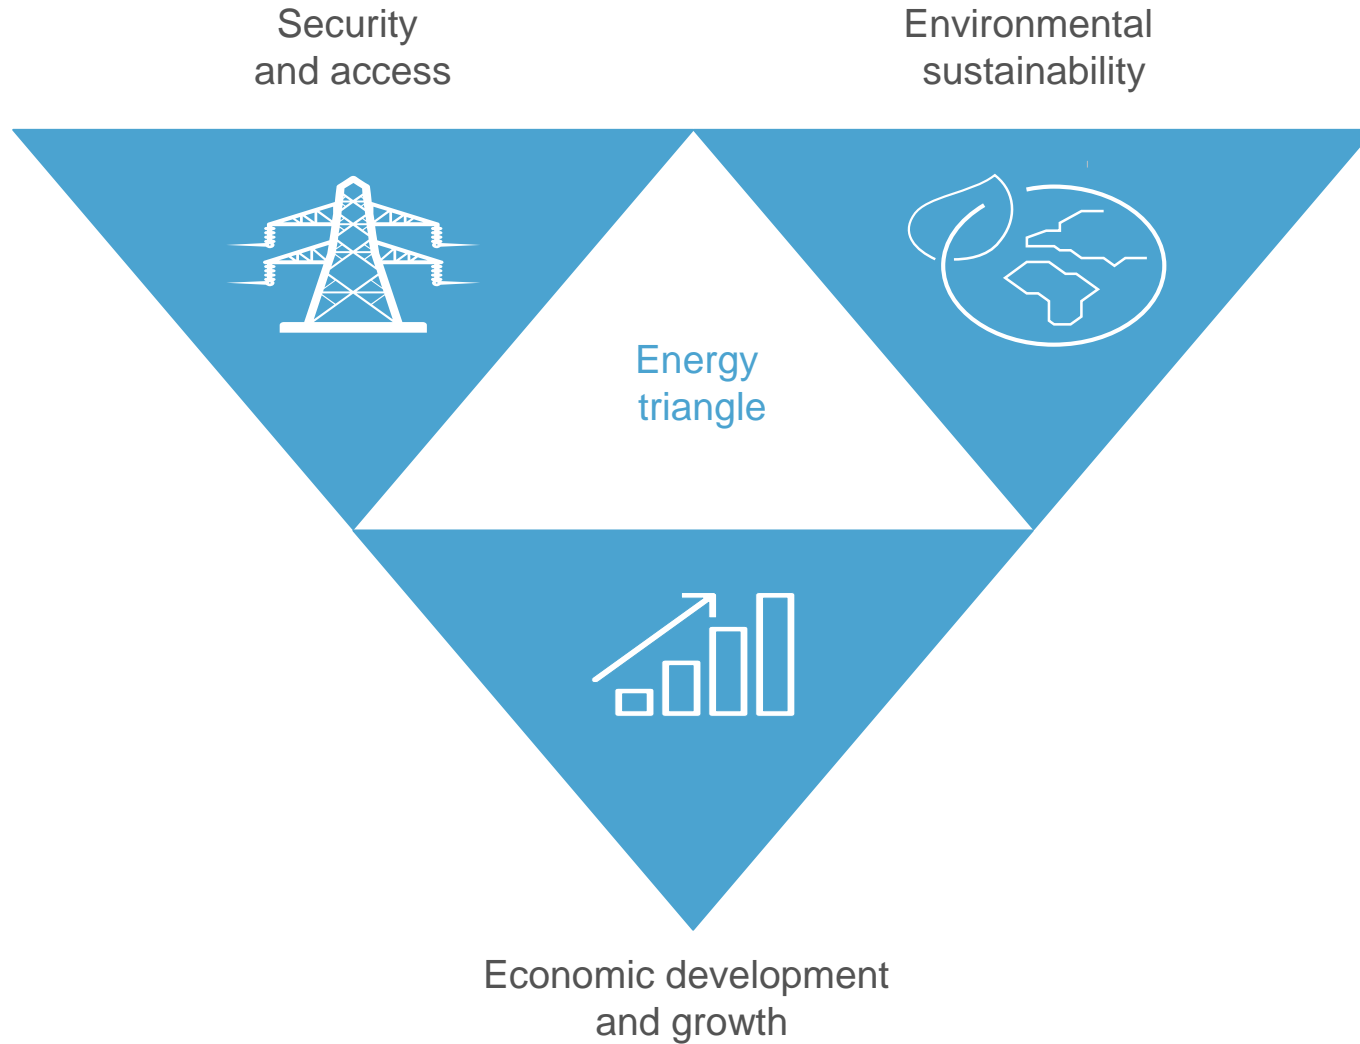 Security
and access
Environmental
sustainability
Energy
triangle
Economic development
and growth